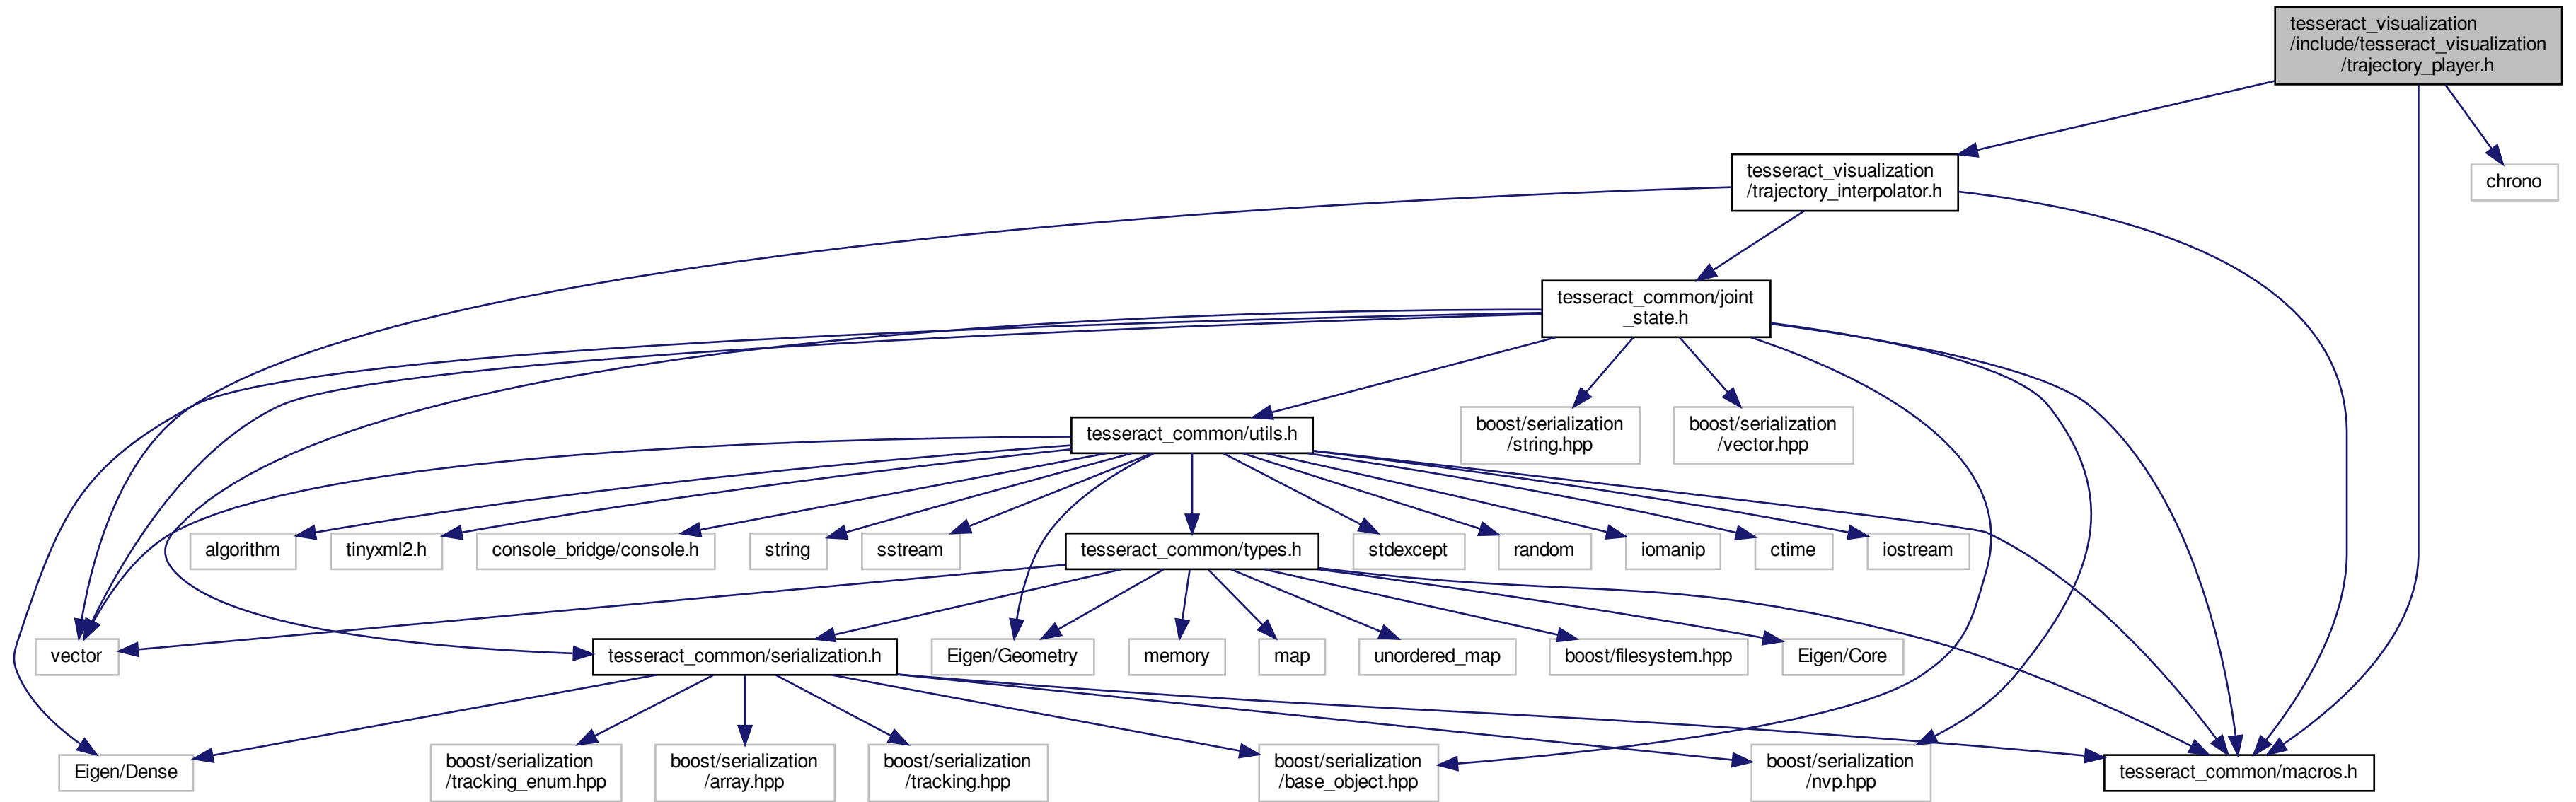 tesseract_visualization
/include/tesseract_visualization
/trajectory_player.h
tesseract_visualization
/trajectory_interpolator.h
chrono
tesseract_common/joint
_state.h
tesseract_common/utils.h
boost/serialization
/string.hpp
boost/serialization
/vector.hpp
algorithm
tinyxml2.h
console_bridge/console.h
string
sstream
tesseract_common/types.h
stdexcept
random
iomanip
ctime
iostream
vector
tesseract_common/serialization.h
Eigen/Geometry
memory
map
unordered_map
boost/filesystem.hpp
Eigen/Core
Eigen/Dense
boost/serialization
/tracking_enum.hpp
boost/serialization
/array.hpp
boost/serialization
/tracking.hpp
boost/serialization
/base_object.hpp
boost/serialization
/nvp.hpp
tesseract_common/macros.h